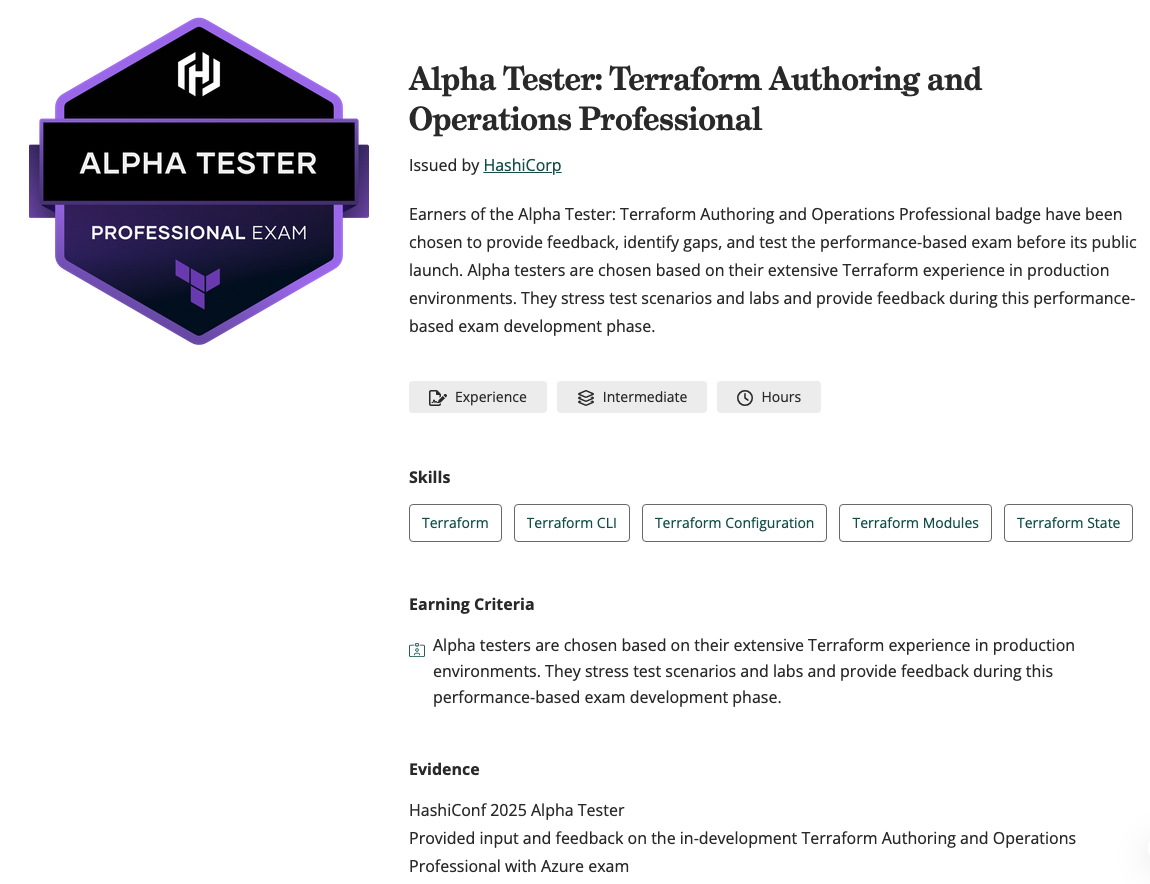 ALPHA TESTER
PROFESSIONAL EXAM
Alpha Tester: Terraform Authoring and
Operations Professional
Issued by HashiCorp
Earners of the Alpha Tester: Terraform Authoring and Operations Professional badge have been
chosen to provide feedback, identify gaps, and test the performance-based exam before its public
launch. Alpha testers are chosen based on their extensive Terraform experience in production
environments. They stress test scenarios and labs and provide feedback during this performance-
based exam development phase.
Experience
Intermediate
Hours
Skills
Terraform
Terraform CLI
Terraform Configuration
Terraform Modules
Terraform State
Earning Criteria
Alpha testers are chosen based on their extensive Terraform experience in production
environments. They stress test scenarios and labs and provide feedback during this
performance-based exam development phase.
Evidence
HashiConf 2025 Alpha Tester
Provided input and feedback on the in-development Terraform Authoring and Operations
Professional with Azure exam